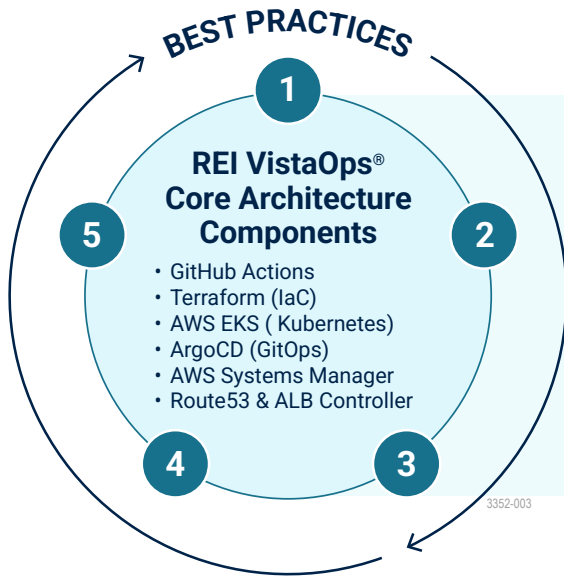 BEST PRACTICES
1
REI VistaOps®
Core Architecture
Components
5
2
• GitHub Actions
• Terraform (IaC)
• AWS EKS ( Kubernetes)
• ArgoCD (GitOps)
• AWS Systems Manager
• Route53 & ALB Controller
4
3
3352-003